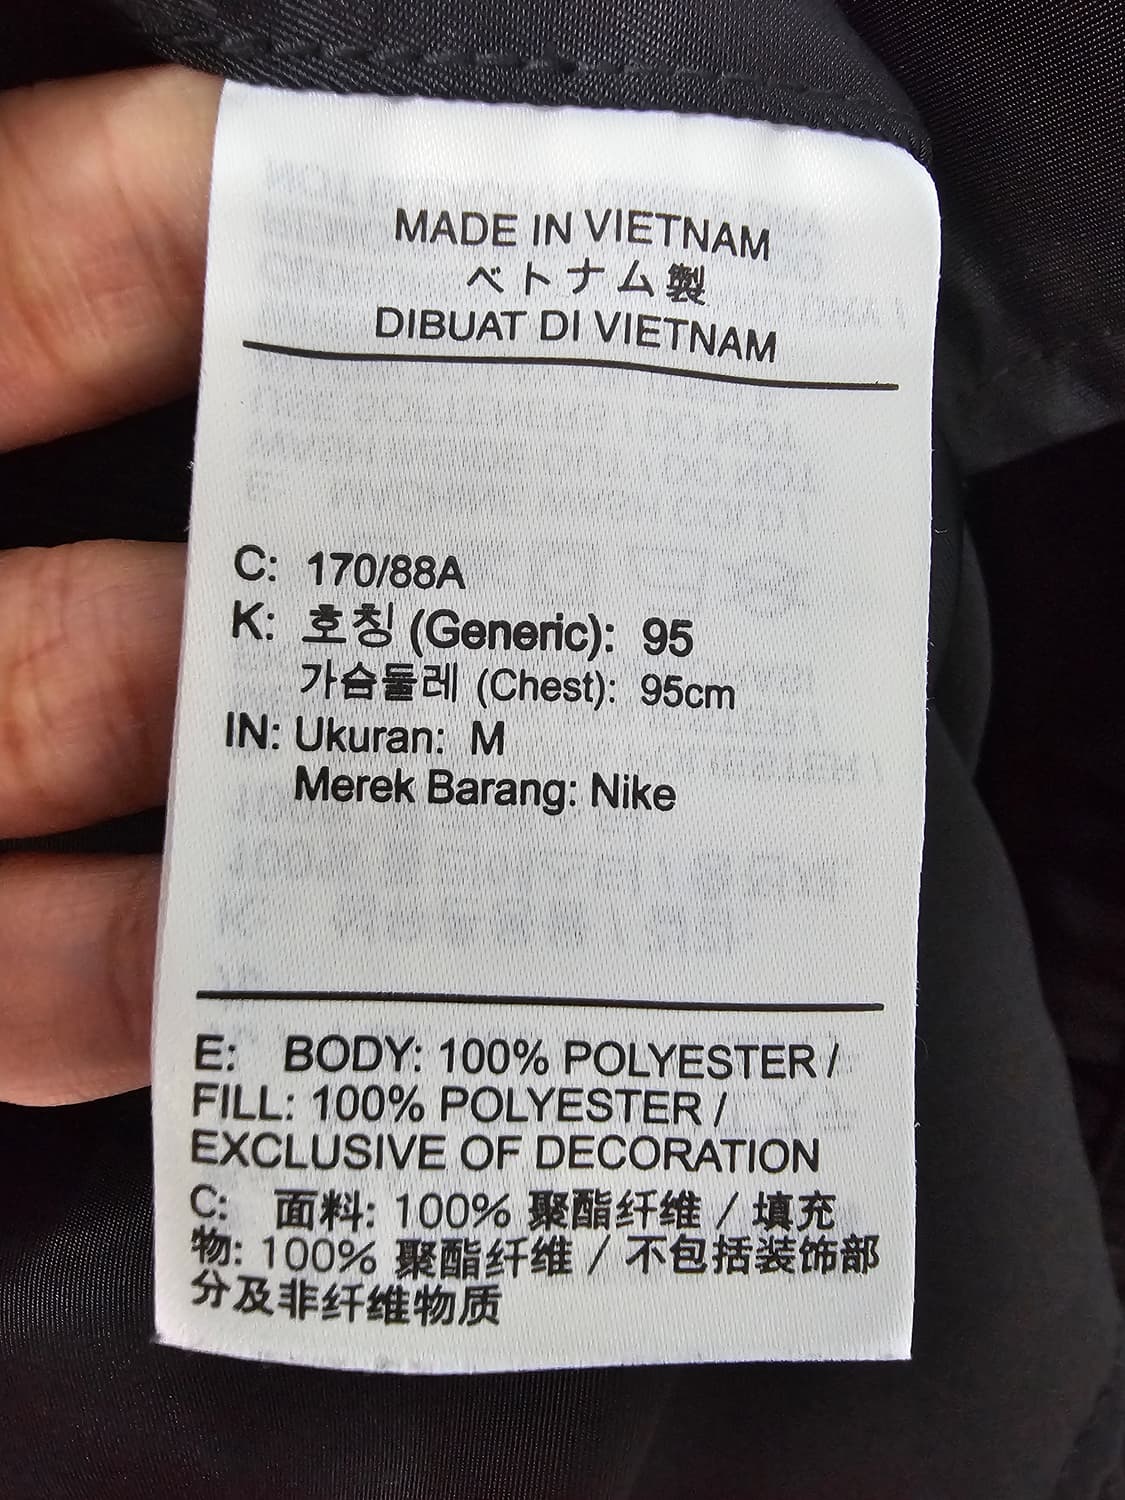 MADE IN VIETNAM
ベトナム製
DIBUAT DI VIETNAM
C: 170/88A
K: 호칭 (Generic): 95
가슴둘레 (Chest): 95cm
IN: Ukuran: M
Merek Barang: Nike
E: BODY: 100% POLYESTER /
FILL: 100% POLYESTER /
EXCLUSIVE OF DECORATION
C: 面料: 100% 聚酯纤维 / 填充
物: 100% 聚酯纤维 / 不包括装饰部
分及非纤维物质